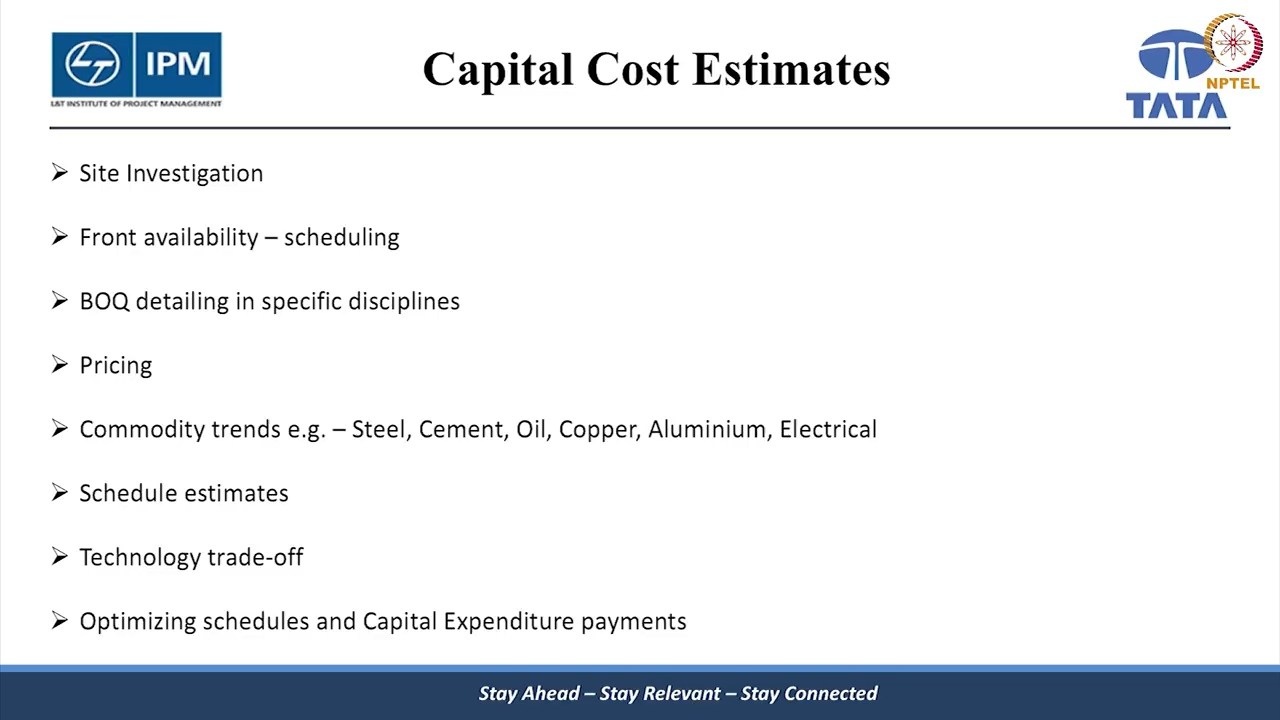 IPM
L&T INSTITUTE OF PROJECT MANAGEMENT
Capital Cost Estimates
NPTEL
TATA
Site Investigation
Front availability – scheduling
BOQ detailing in specific disciplines
Pricing
Commodity trends e.g. – Steel, Cement, Oil, Copper, Aluminium, Electrical
Schedule estimates
Technology trade-off
Optimizing schedules and Capital Expenditure payments
Stay Ahead – Stay Relevant – Stay Connected